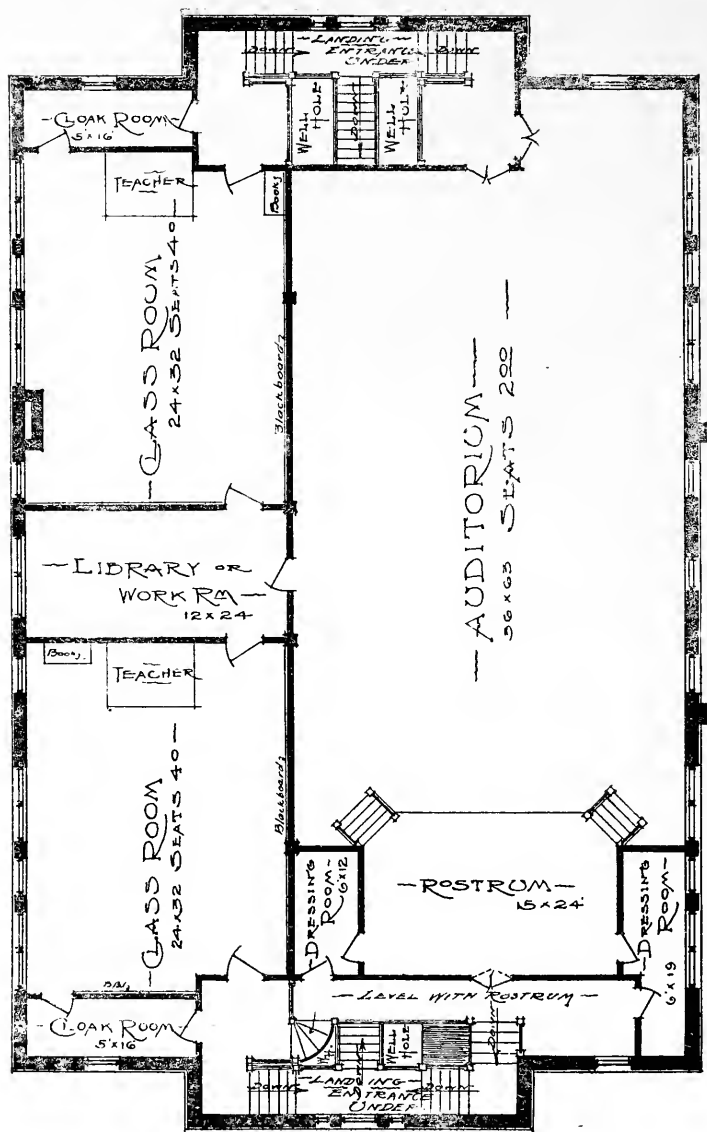 LANDING
DOWN ENTRANCE DOWN
UNDER
CLOAK ROOM
5'x16'
WELL HOLE
DOWN
WELL HOLE
TEACHER
Books
CLASS ROOM
24x32 SEATS 40
Blackboards
AUDITORIUM
36x63 SEATS 200
LIBRARY OR
WORK RM
12x24
Books
TEACHER
CLASS ROOM
24x32 SEATS 40
Blackboards
DRESSING
ROOM
6'x12
ROSTRUM
15x24'
DRESSING
ROOM
6'x19
LEVEL WITH ROSTRUM
CLOAK ROOM
5'x16'
WELL
HOLE
DOWN
LANDING
DOWN ENTRANCE DOWN
UNDER